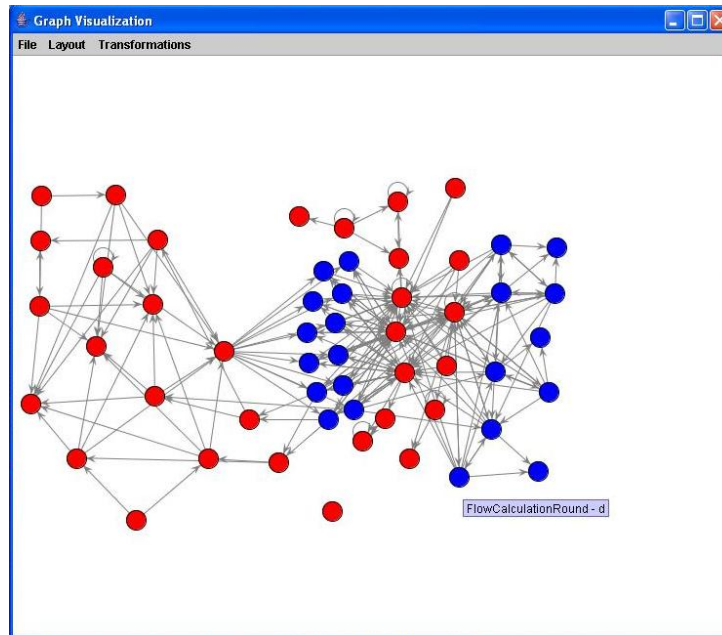 Graph Visualization
File Layout Transformations
FlowCalculationRound - d